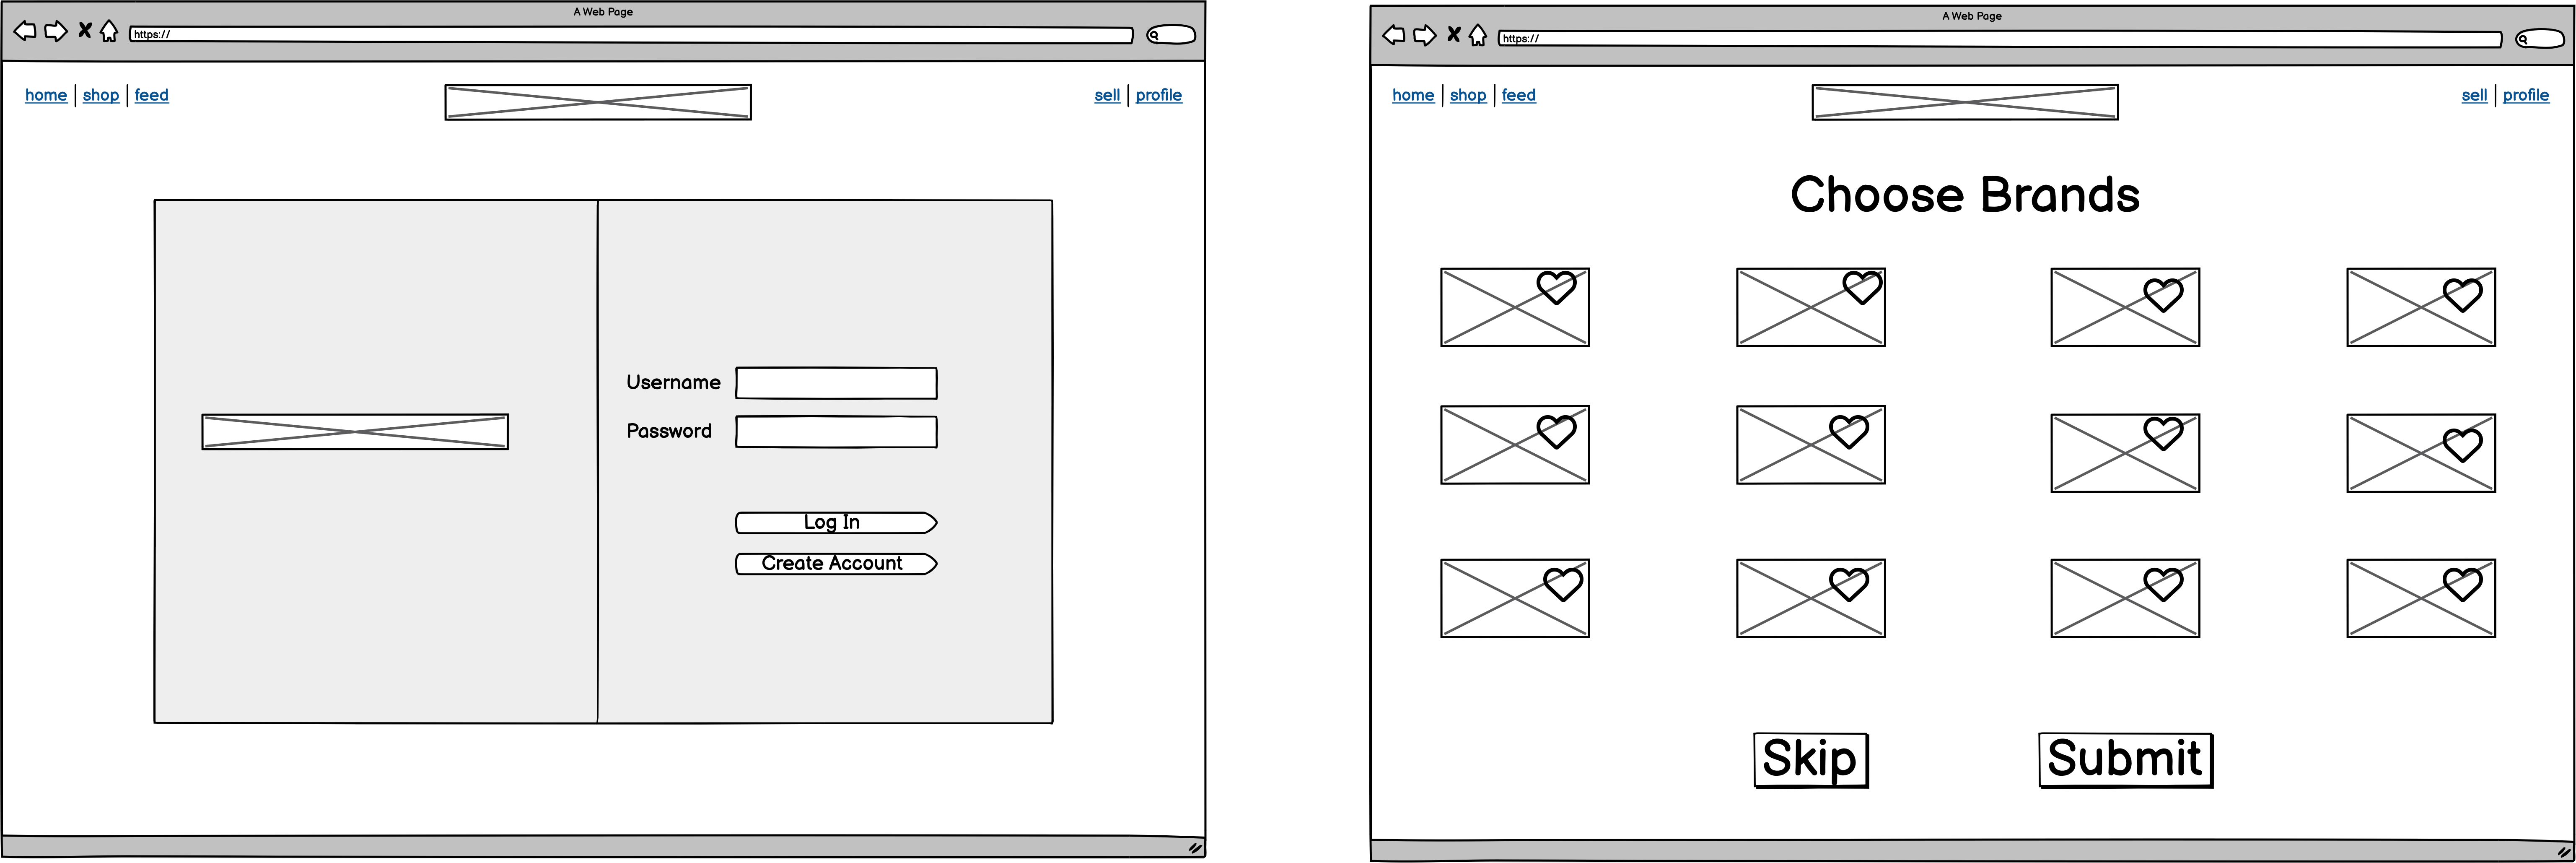 A Web Page
https://
home | shop | feed
sell | profile
Username
Password
Log In
Create Account
A Web Page
https://
home | shop | feed
sell | profile
Choose Brands
Skip
Submit